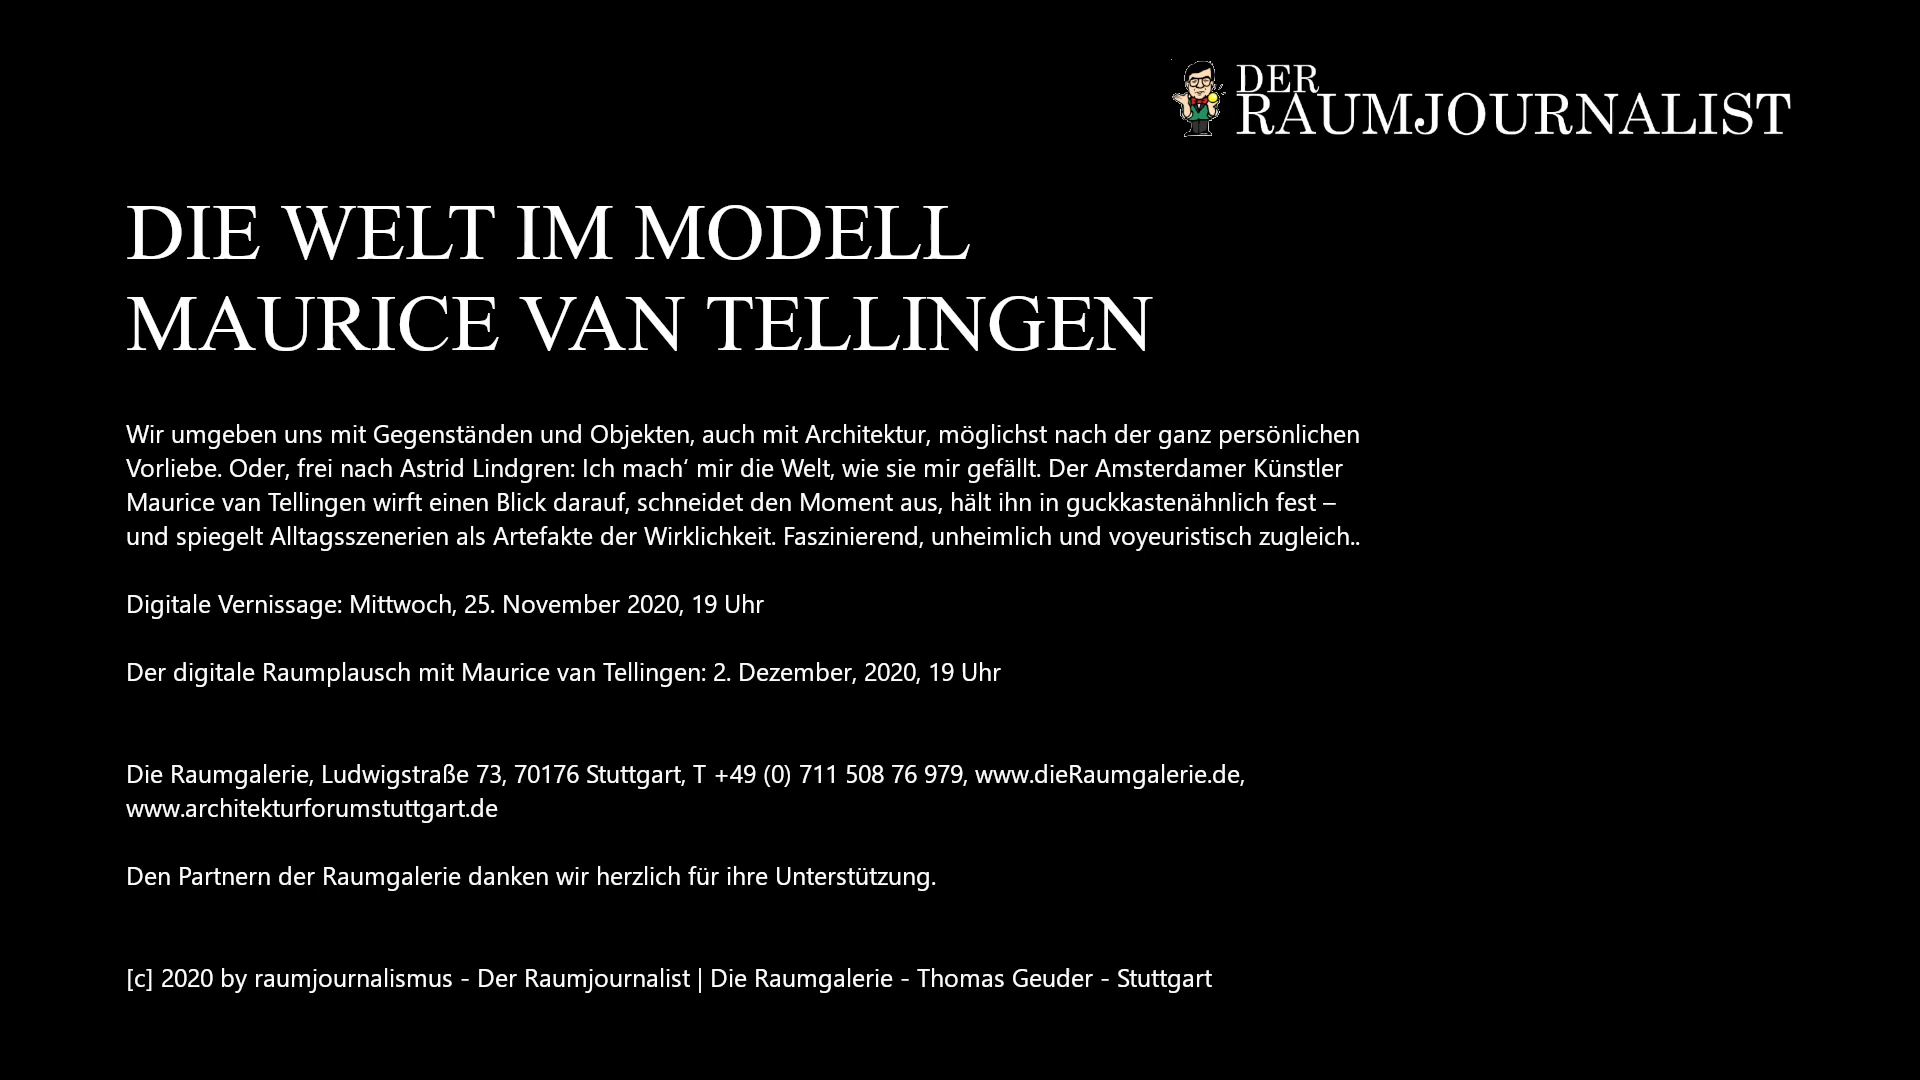 DER
RAUMJOURNALIST
DIE WELT IM MODELL
MAURICE VAN TELLINGEN
Wir umgeben uns mit Gegenständen und Objekten, auch mit Architektur, möglichst nach der ganz persönlichen
Vorliebe. Oder, frei nach Astrid Lindgren: Ich mach‘ mir die Welt, wie sie mir gefällt. Der Amsterdamer Künstler
Maurice van Tellingen wirft einen Blick darauf, schneidet den Moment aus, hält ihn in guckkastenähnlich fest –
und spiegelt Alltagsszenerien als Artefakte der Wirklichkeit. Faszinierend, unheimlich und voyeuristisch zugleich..
Digitale Vernissage: Mittwoch, 25. November 2020, 19 Uhr
Der digitale Raumplausch mit Maurice van Tellingen: 2. Dezember, 2020, 19 Uhr
Die Raumgalerie, Ludwigstraße 73, 70176 Stuttgart, T +49 (0) 711 508 76 979, www.dieRaumgalerie.de,
www.architekturforumstuttgart.de
Den Partnern der Raumgalerie danken wir herzlich für ihre Unterstützung.
[c] 2020 by raumjournalismus - Der Raumjournalist | Die Raumgalerie - Thomas Geuder - Stuttgart